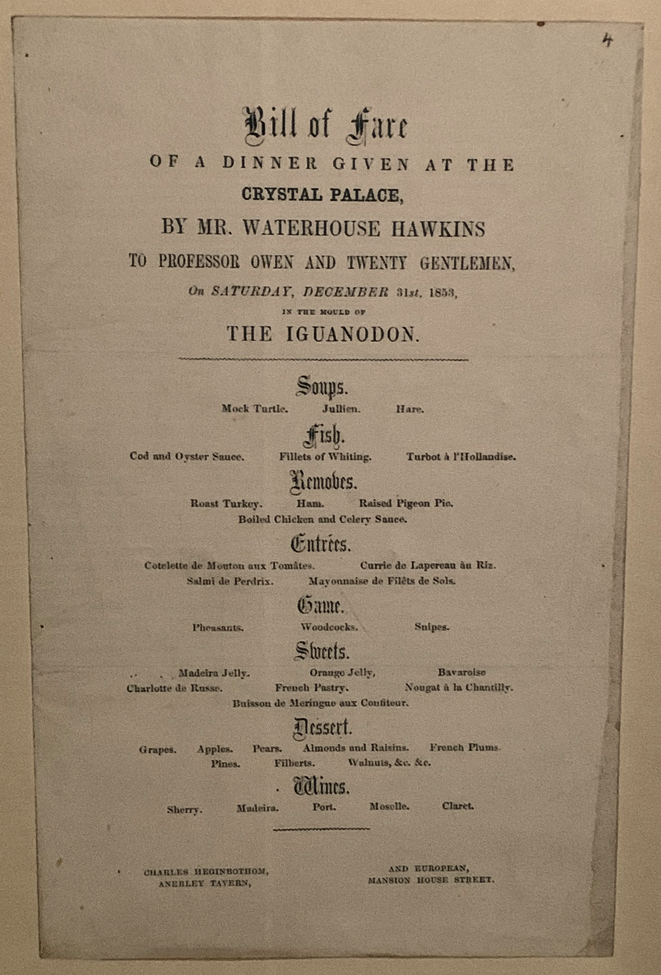 4
Bill of Fare
OF A DINNER GIVEN AT THE
CRYSTAL PALACE,
BY MR. WATERHOUSE HAWKINS
TO PROFESSOR OWEN AND TWENTY GENTLEMEN,
On SATURDAY, DECEMBER 31st, 1853,
IN THE MOULD OF
THE IGUANODON.
Soups.
Mock Turtle. Jullien. Hare.
Fish.
Cod and Oyster Sauce. Fillets of Whiting. Turbot à l'Hollandise.
Removes.
Roast Turkey. Ham. Raised Pigeon Pie.
Boiled Chicken and Celery Sauce.
Entrées.
Cotelette de Mouton aux Tomâtes. Currie de Lapereau âu Riz.
Salmi de Perdrix. Mayonnaise de Filêts de Sols.
Game.
Pheasants. Woodcocks. Snipes.
Sweets.
Madeira Jelly. Orange Jelly, Bavaroise
Charlotte de Russe. French Pastry. Nougat à la Chantilly.
Buisson de Meringue aux Confiteur.
Dessert.
Grapes. Apples. Pears. Almonds and Raisins. French Plums.
Pines. Filberts. Walnuts, &c. &c.
Wines.
Sherry. Madeira. Port. Moselle. Claret.
CHARLES HEGINBOTHOM, AND EUROPEAN,
ANERLEY TAVERN, MANSION HOUSE STREET.